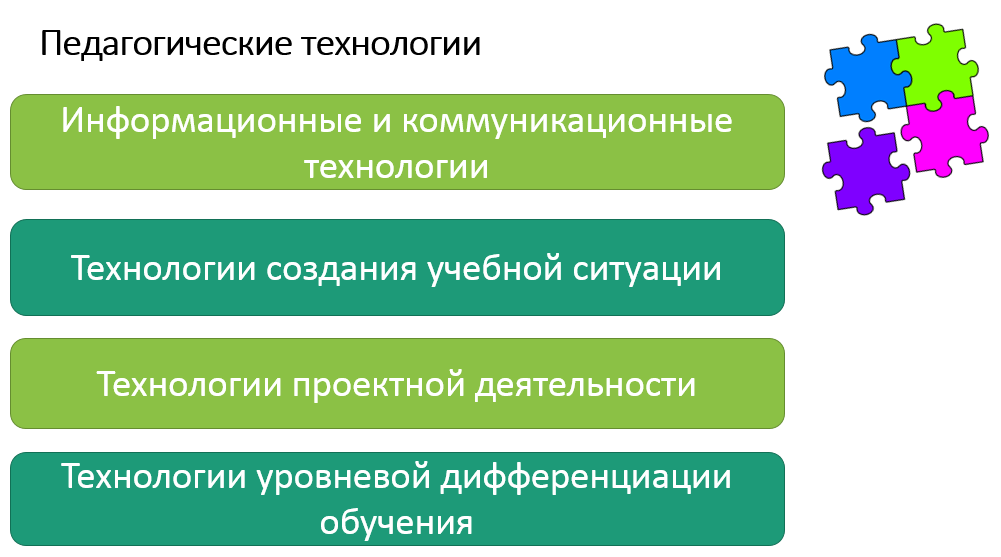 Педагогические технологии
Информационные и коммуникационные
технологии
Технологии создания учебной ситуации
Технологии проектной деятельности
Технологии уровневой дифференциации
обучения